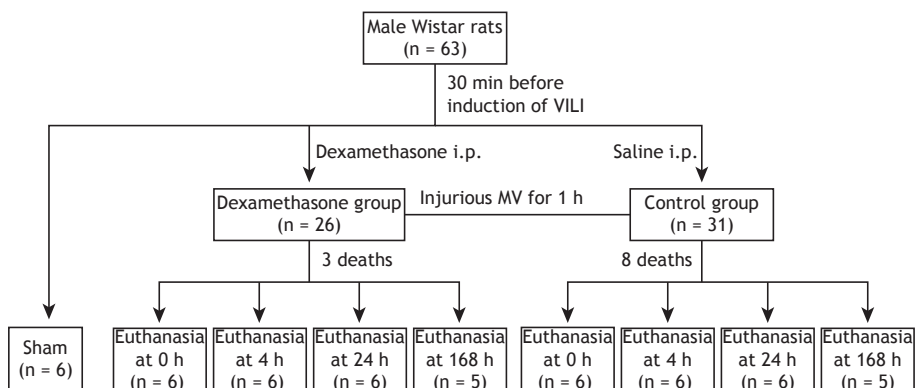 Male Wistar rats
(n = 63)
30 min before
induction of VILI
Dexamethasone i.p.
Saline i.p.
Dexamethasone group
(n = 26)
Injurious MV for 1 h
Control group
(n = 31)
3 deaths
8 deaths
Sham
(n = 6)
Euthanasia
at 0 h
(n = 6)
Euthanasia
at 4 h
(n = 6)
Euthanasia
at 24 h
(n = 6)
Euthanasia
at 168 h
(n = 5)
Euthanasia
at 0 h
(n = 6)
Euthanasia
at 4 h
(n = 6)
Euthanasia
at 24 h
(n = 6)
Euthanasia
at 168 h
(n = 5)